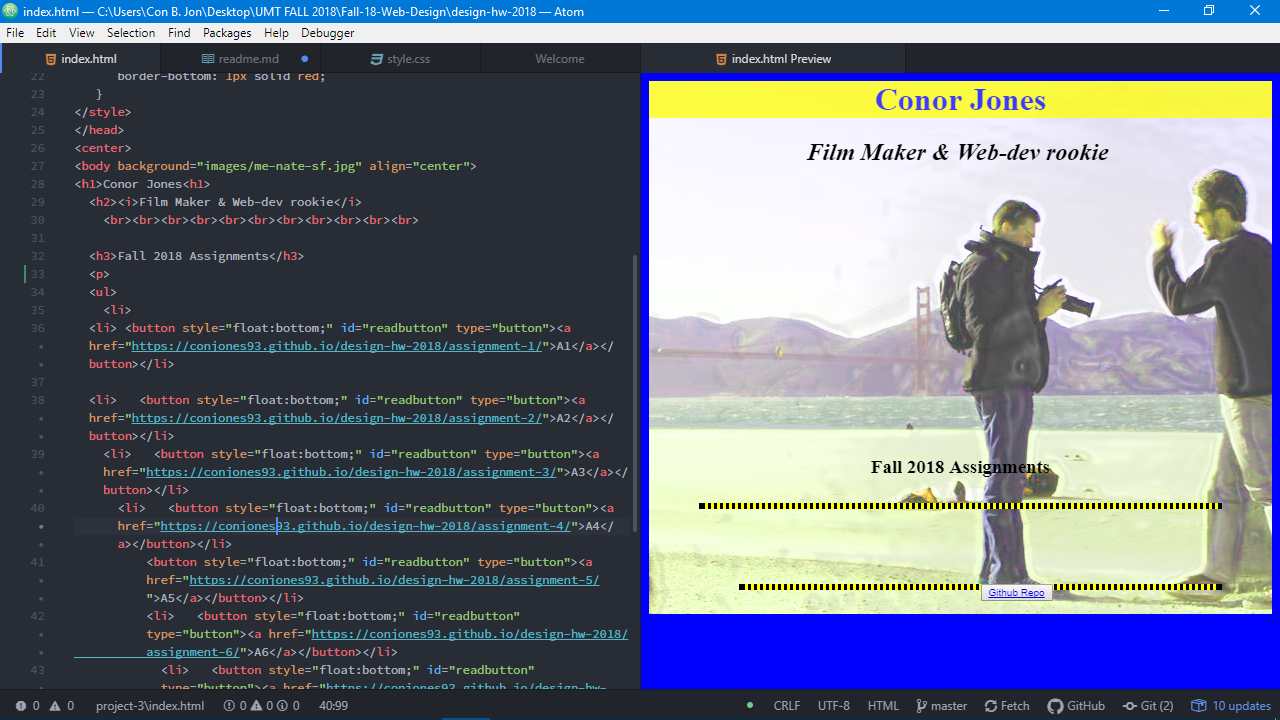 index.html — C:\Users\Con B. Jon\Desktop\UMT FALL 2018\Fall-18-Web-Design\design-hw-2018 — Atom
File Edit View Selection Find Packages Help Debugger
index.html readme.md style.css Welcome index.html Preview
22 border-bottom: 1px solid red;
23 }
24 </style>
25 </head>
26 <center>
27 <body background="images/me-nate-sf.jpg" align="center">
28 <h1>Conor Jones<h1>
29 <h2><i>Film Maker & Web-dev rookie</i>
30 <br><br><br><br><br><br><br><br><br><br><br>
31
32 <h3>Fall 2018 Assignments</h3>
33 <p>
34 <ul>
35 <li>
36 <li> <button style="float:bottom;" id="readbutton" type="button"><a
• href="https://conjones93.github.io/design-hw-2018/assignment-1/">A1</a></
• button></li>
37
38 <li> <button style="float:bottom;" id="readbutton" type="button"><a
• href="https://conjones93.github.io/design-hw-2018/assignment-2/">A2</a></
• button></li>
39 <li> <button style="float:bottom;" id="readbutton" type="button"><a
• href="https://conjones93.github.io/design-hw-2018/assignment-3/">A3</a></
• button></li>
40 <li> <button style="float:bottom;" id="readbutton" type="button"><a
• href="https://conjones93.github.io/design-hw-2018/assignment-4/">A4</
• a></button></li>
41 <button style="float:bottom;" id="readbutton" type="button"><a
• href="https://conjones93.github.io/design-hw-2018/assignment-5/
• ">A5</a></button></li>
42 <li> <button style="float:bottom;" id="readbutton"
• type="button"><a href="https://conjones93.github.io/design-hw-2018/
• assignment-6/">A6</a></button></li>
43 <li> <button style="float:bottom;" id="readbutton"
• type="button"><a href="https://conjones93.github.io/design-hw-
Conor Jones
Film Maker & Web-dev rookie
Fall 2018 Assignments
Github Repo
0 0 project-3\index.html 0 0 0 40:99 CRLF UTF-8 HTML master Fetch GitHub Git (2) 10 updates